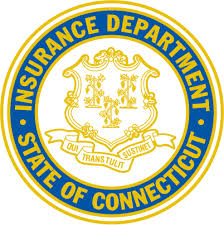 INSURANCE DEPARTMENT
STATE OF CONNECTICUT
QUI TRANSTULIT SUSTINET